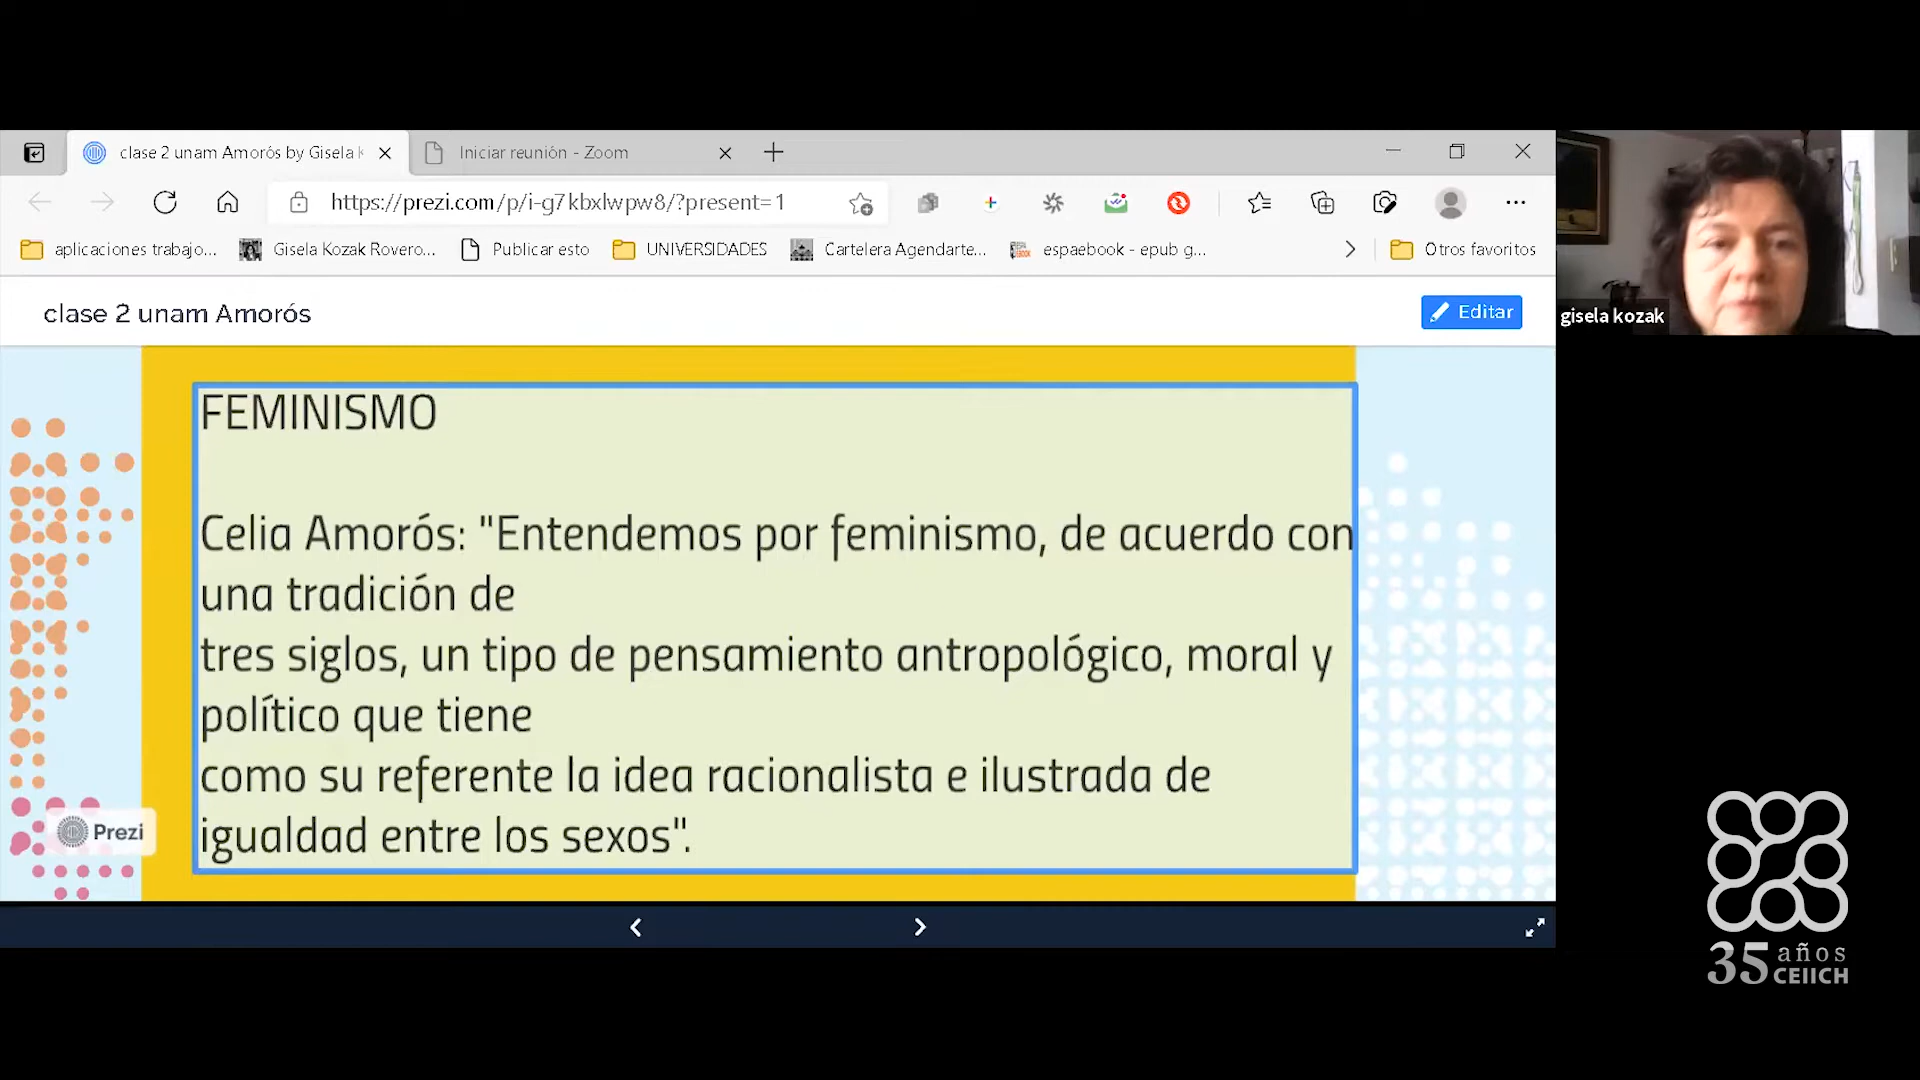 clase 2 unam Amorós by Gisela K
Iniciar reunión - Zoom
https://prezi.com/p/i-g7kbxlwpw8/?present=1
aplicaciones trabajo...
Gisela Kozak Rovero...
Publicar esto
UNIVERSIDADES
Cartelera Agendarte...
espaebook - epub g...
Otros favoritos
clase 2 unam Amorós
Editar
gisela kozak
FEMINISMO
Celia Amorós: "Entendemos por feminismo, de acuerdo con
una tradición de
tres siglos, un tipo de pensamiento antropológico, moral y
político que tiene
como su referente la idea racionalista e ilustrada de
igualdad entre los sexos".
Prezi
35 años
CEIICH